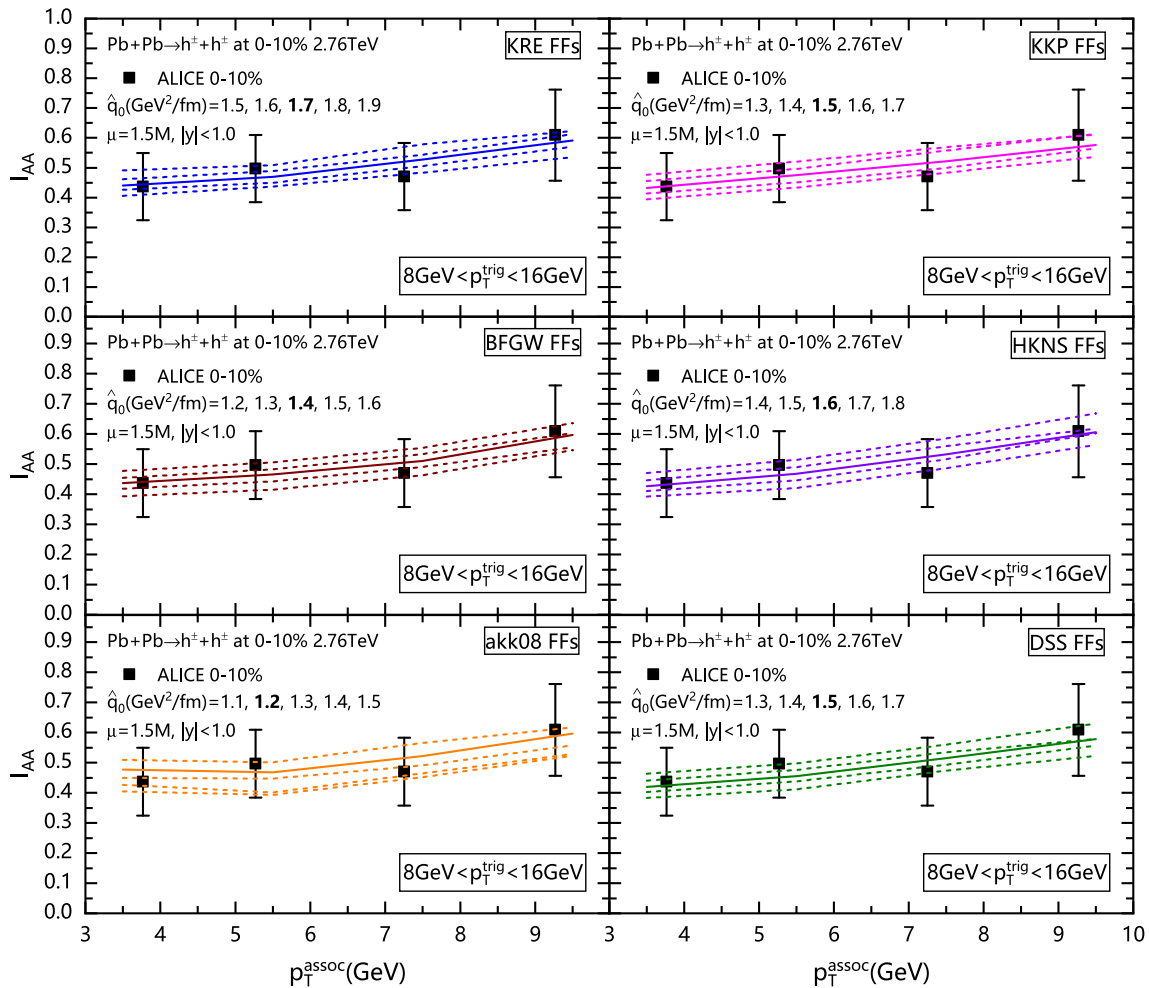 1.0
0.9
0.8
0.7
0.6
0.5
0.4
0.3
0.2
0.1
0.0
I_AA
Pb+Pb→h±+h± at 0-10% 2.76TeV
KRE FFs
ALICE 0-10%
q̂₀(GeV²/fm)=1.5, 1.6, 1.7, 1.8, 1.9
μ=1.5M, |y|<1.0
8GeV<p_T^trig<16GeV
Pb+Pb→h±+h± at 0-10% 2.76TeV
KKP FFs
ALICE 0-10%
q̂₀(GeV²/fm)=1.3, 1.4, 1.5, 1.6, 1.7
μ=1.5M, |y|<1.0
8GeV<p_T^trig<16GeV
0.9
0.8
0.7
0.6
0.5
0.4
0.3
0.2
0.1
0.0
I_AA
Pb+Pb→h±+h± at 0-10% 2.76TeV
BFGW FFs
ALICE 0-10%
q̂₀(GeV²/fm)=1.2, 1.3, 1.4, 1.5, 1.6
μ=1.5M, |y|<1.0
8GeV<p_T^trig<16GeV
Pb+Pb→h±+h± at 0-10% 2.76TeV
HKNS FFs
ALICE 0-10%
q̂₀(GeV²/fm)=1.4, 1.5, 1.6, 1.7, 1.8
μ=1.5M, |y|<1.0
8GeV<p_T^trig<16GeV
0.9
0.8
0.7
0.6
0.5
0.4
0.3
0.2
0.1
0.0
I_AA
Pb+Pb→h±+h± at 0-10% 2.76TeV
akk08 FFs
ALICE 0-10%
q̂₀(GeV²/fm)=1.1, 1.2, 1.3, 1.4, 1.5
μ=1.5M, |y|<1.0
8GeV<p_T^trig<16GeV
Pb+Pb→h±+h± at 0-10% 2.76TeV
DSS FFs
ALICE 0-10%
q̂₀(GeV²/fm)=1.3, 1.4, 1.5, 1.6, 1.7
μ=1.5M, |y|<1.0
8GeV<p_T^trig<16GeV
3 4 5 6 7 8 9 3 4 5 6 7 8 9 10
p_T^assoc(GeV)
p_T^assoc(GeV)